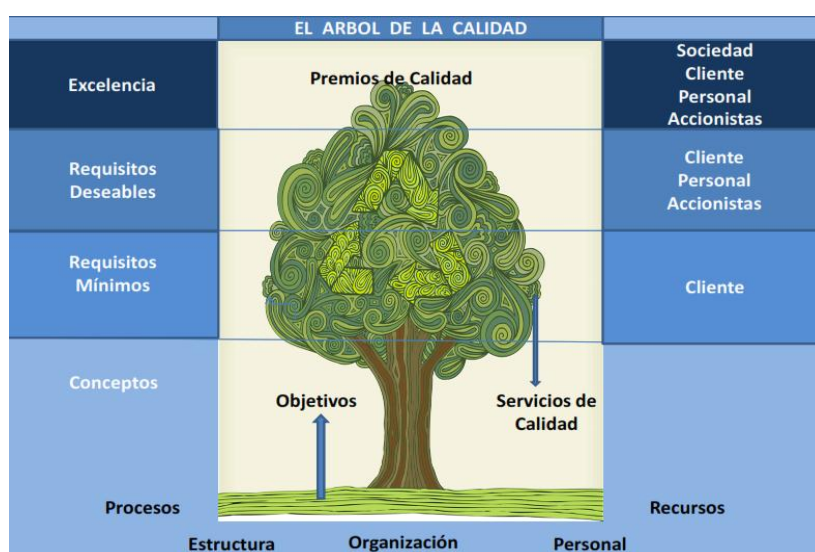 EL ARBOL DE LA CALIDAD
Excelencia
Premios de Calidad
Sociedad
Cliente
Personal
Accionistas
Requisitos
Deseables
Cliente
Personal
Accionistas
Requisitos
Mínimos
Cliente
Conceptos
Objetivos
Servicios de
Calidad
Procesos
Recursos
Estructura
Organización
Personal